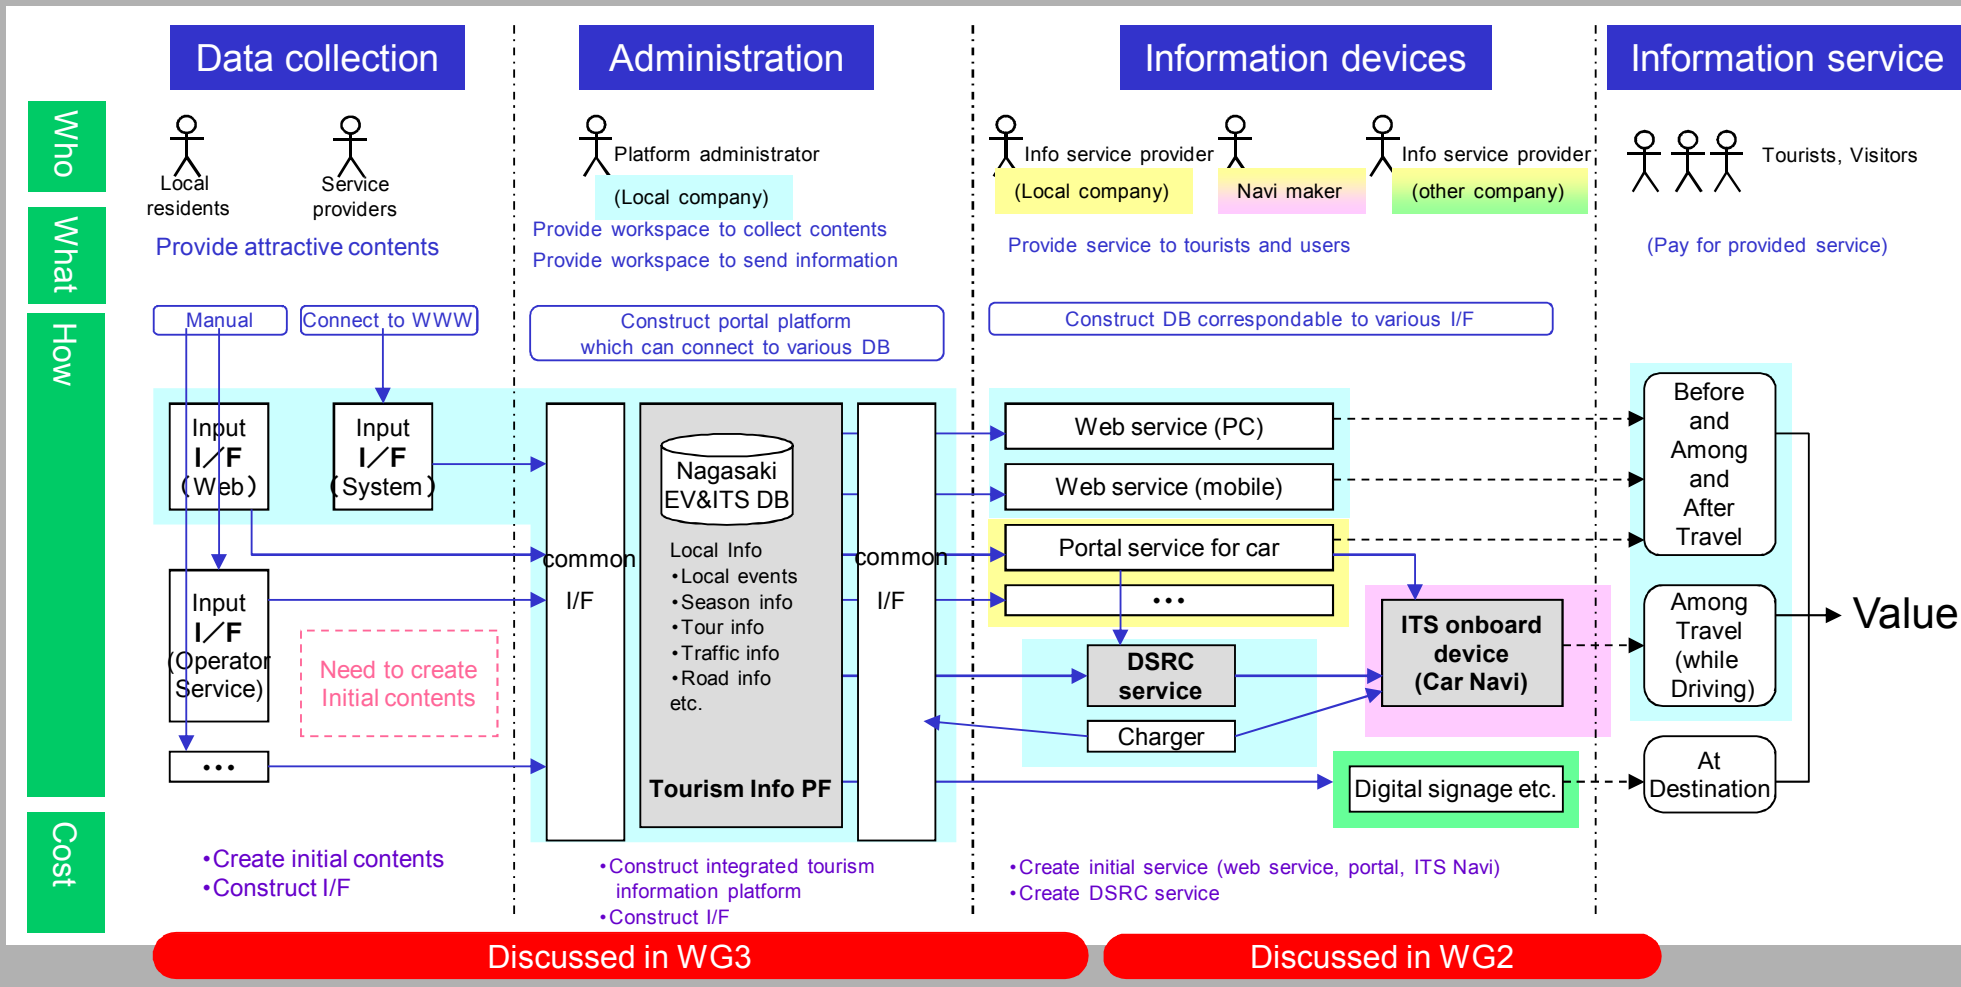 Data collection
Administration
Information devices
Information service
Who
Local
residents
Service
providers
Platform administrator
(Local company)
Info service provider
(Local company)
Navi maker
Info service provider
(other company)
Tourists, Visitors
What
Provide attractive contents
Provide workspace to collect contents
Provide workspace to send information
Provide service to tourists and users
(Pay for provided service)
How
Manual
Connect to WWW
Construct portal platform
which can connect to various DB
Construct DB correspondable to various I/F
Input
I/F
(Web)
Input
I/F
(System)
Input
I/F
(Operator
Service)
•••
Need to create
Initial contents
common
I/F
Nagasaki
EV&ITS DB
Local Info
•Local events
•Season info
•Tour info
•Traffic info
•Road info
etc.
Tourism Info PF
common
I/F
Web service (PC)
Web service (mobile)
Portal service for car
•••
DSRC
service
Charger
ITS onboard
device
(Car Navi)
Digital signage etc.
Before
and
Among
and
After
Travel
Among
Travel
(while
Driving)
At
Destination
Value
Cost
•Create initial contents
•Construct I/F
•Construct integrated tourism
information platform
•Construct I/F
•Create initial service (web service, portal, ITS Navi)
•Create DSRC service
Discussed in WG3
Discussed in WG2